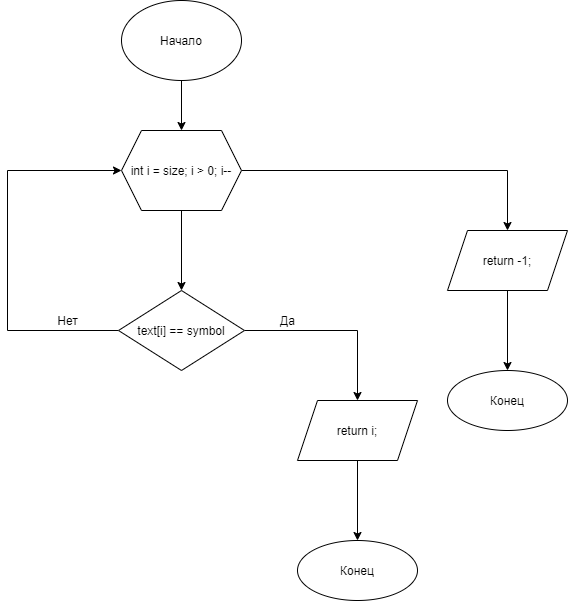 Начало
int i = size; i > 0; i--
return -1;
Нет
text[i] == symbol
Да
Конец
return i;
Конец